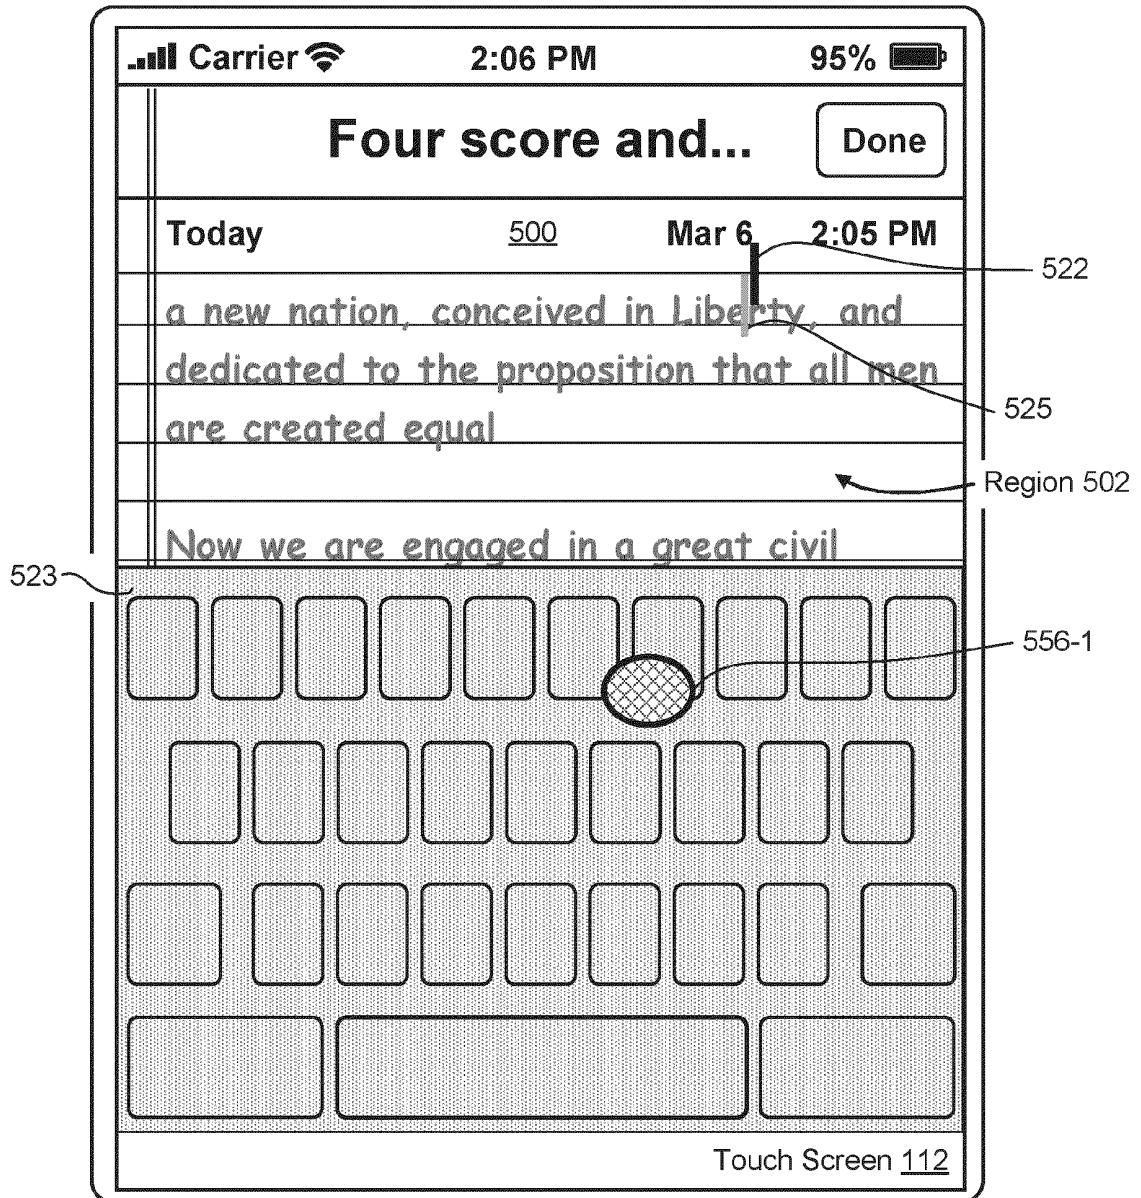 Carrier 2:06 PM 95%
Four score and... Done
Today 500 Mar 6 2:05 PM
522
a new nation, conceived in Liberty, and
dedicated to the proposition that all men
525
are created equal
Region 502
Now we are engaged in a great civil
523
556-1
Touch Screen 112